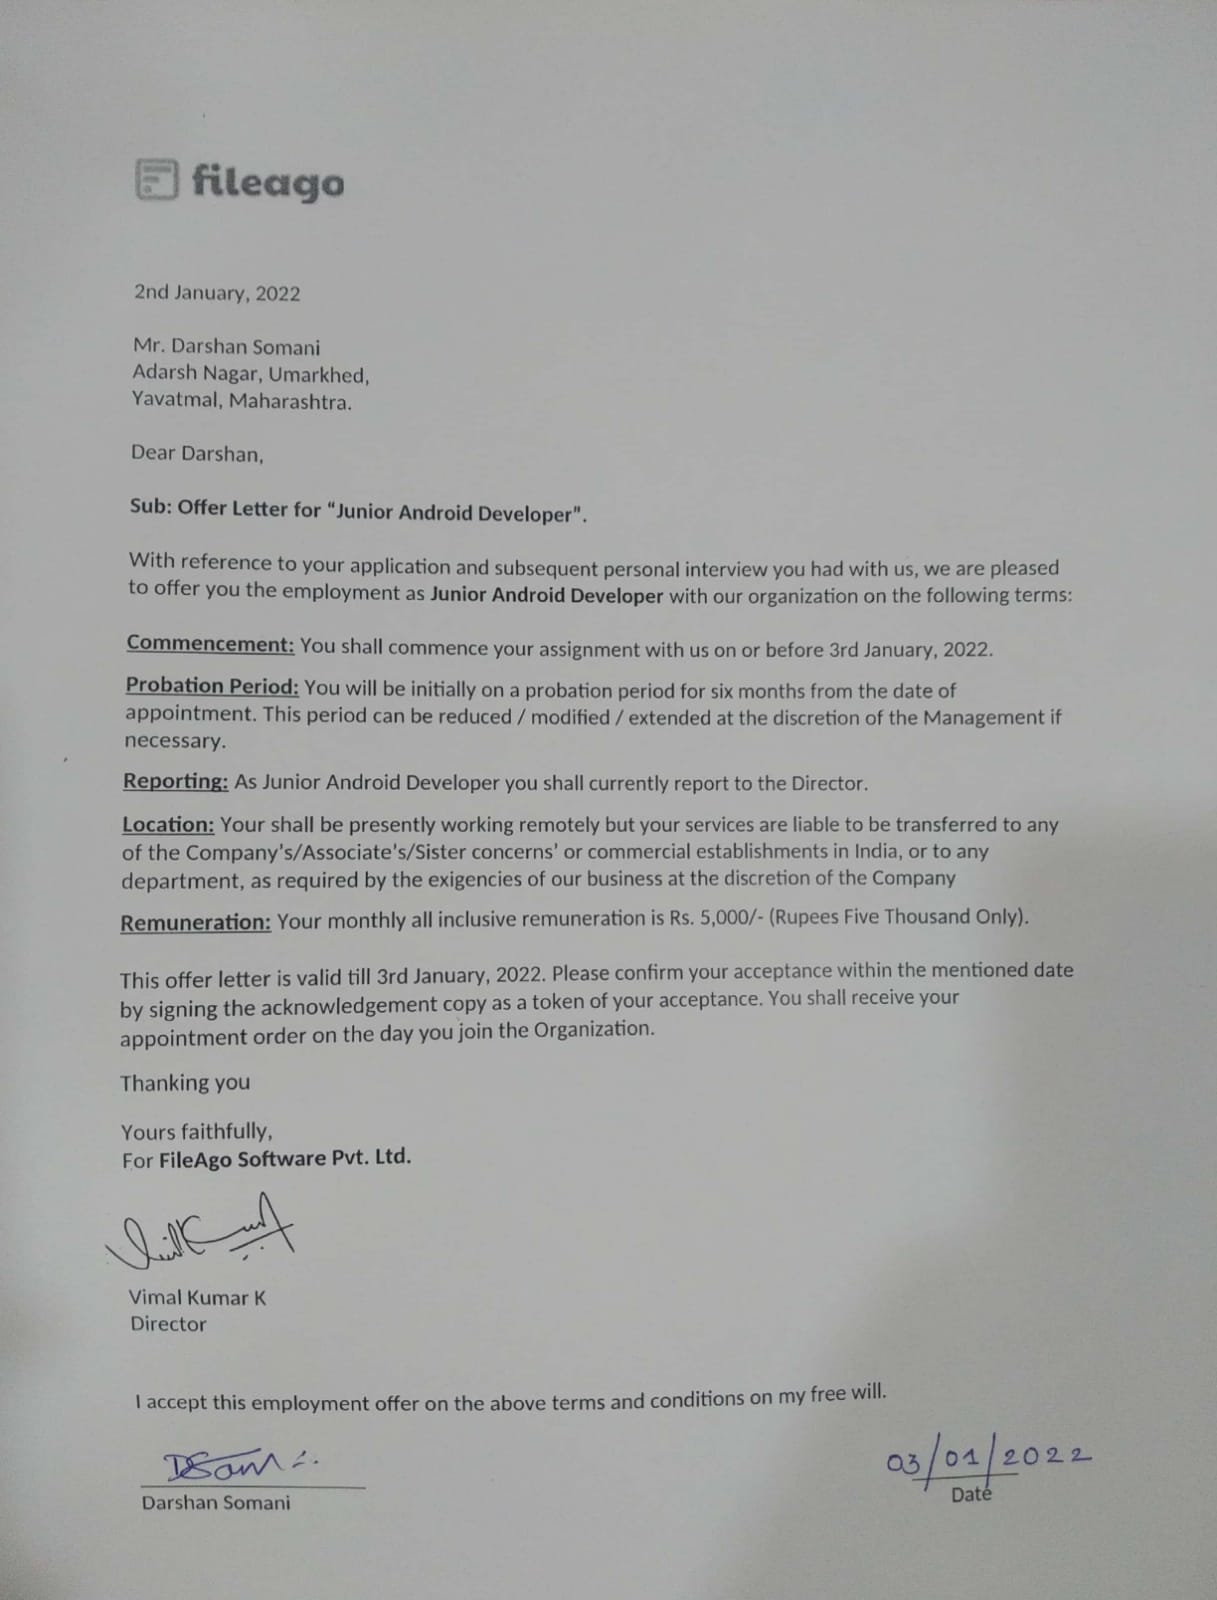 fileago
2nd January, 2022
Mr. Darshan Somani
Adarsh Nagar, Umarkhed,
Yavatmal, Maharashtra.
Dear Darshan,
Sub: Offer Letter for “Junior Android Developer”.
With reference to your application and subsequent personal interview you had with us, we are pleased
to offer you the employment as Junior Android Developer with our organization on the following terms:
Commencement: You shall commence your assignment with us on or before 3rd January, 2022.
Probation Period: You will be initially on a probation period for six months from the date of
appointment. This period can be reduced / modified / extended at the discretion of the Management if
necessary.
Reporting: As Junior Android Developer you shall currently report to the Director.
Location: Your shall be presently working remotely but your services are liable to be transferred to any
of the Company's/Associate's/Sister concerns' or commercial establishments in India, or to any
department, as required by the exigencies of our business at the discretion of the Company
Remuneration: Your monthly all inclusive remuneration is Rs. 5,000/- (Rupees Five Thousand Only).
This offer letter is valid till 3rd January, 2022. Please confirm your acceptance within the mentioned date
by signing the acknowledgement copy as a token of your acceptance. You shall receive your
appointment order on the day you join the Organization.
Thanking you
Yours faithfully,
For FileAgo Software Pvt. Ltd.
Vimal Kumar K
Director
I accept this employment offer on the above terms and conditions on my free will.
DSomani
03/01/2022
Darshan Somani
Date